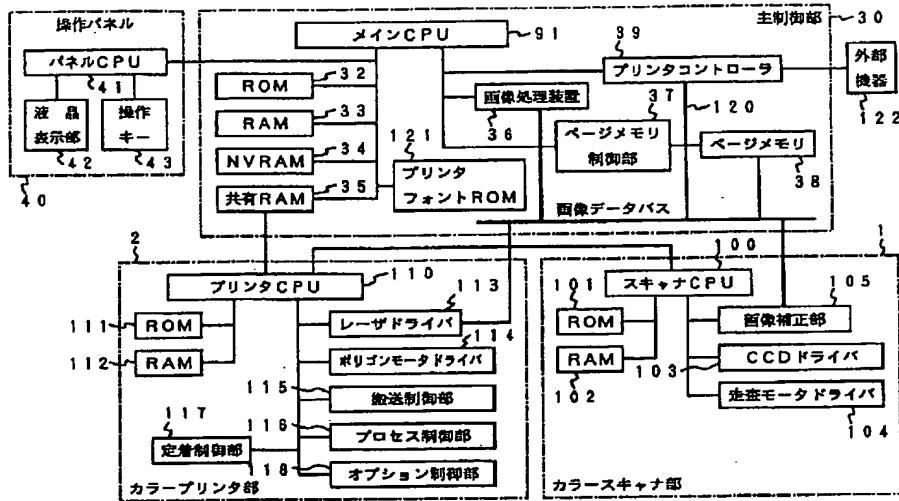 操作パネル
パネルCPU
41
液晶
表示部
操作
キー
42
43
40
主制御部
30
メインCPU
91
39
プリンタコントローラ
外部
機器
122
ROM
32
RAM
33
NVRAM
34
共有RAM
35
画像処理装置
36
37
120
ページメモリ
制御部
ページメモリ
38
121
プリンタ
フォントROM
画像データバス
2
プリンタCPU
110
111
ROM
112
RAM
113
レーザドライバ
114
ポリゴンモータドライバ
115
搬送制御部
116
プロセス制御部
117
定着制御部
118
オプション制御部
カラープリンタ部
1
100
スキャナCPU
101
ROM
RAM
102
105
画像補正部
103
CCDドライバ
走査モータドライバ
104
カラースキャナ部